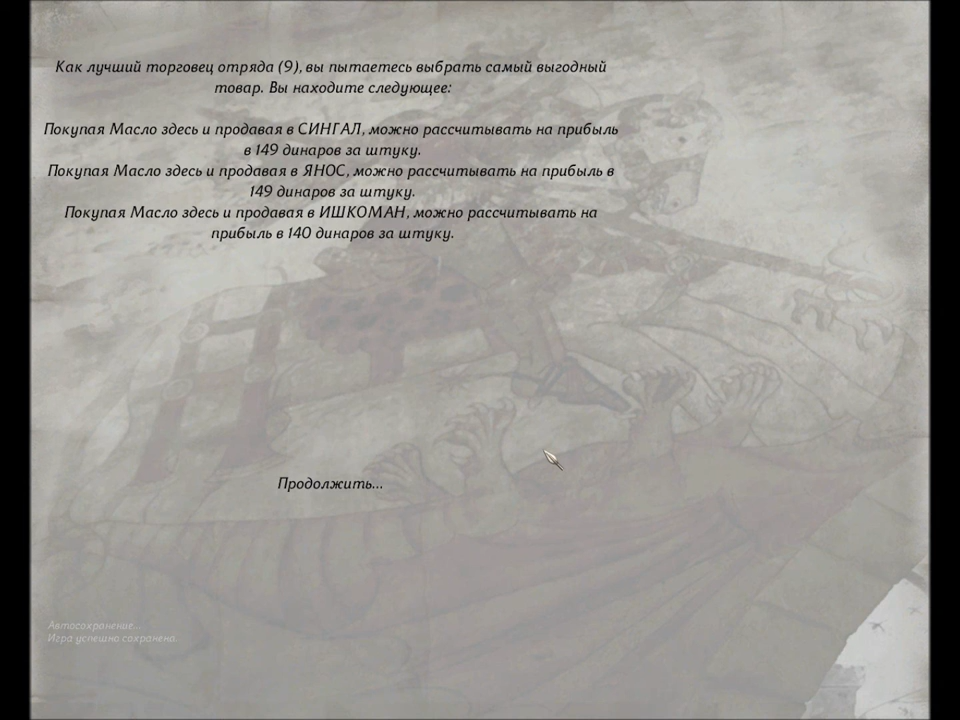 Как лучший торговец отряда (9), вы пытаетесь выбрать самый выгодный
товар. Вы находите следующее:
Покупая Масло здесь и продавая в СИНГАЛ, можно рассчитывать на прибыль
в 149 динаров за штуку.
Покупая Масло здесь и продавая в ЯНОС, можно рассчитывать на прибыль в
149 динаров за штуку.
Покупая Масло здесь и продавая в ИШКОМАН, можно рассчитывать на
прибыль в 140 динаров за штуку.
Продолжить...
Автосохранение...
Игра успешно сохранена.